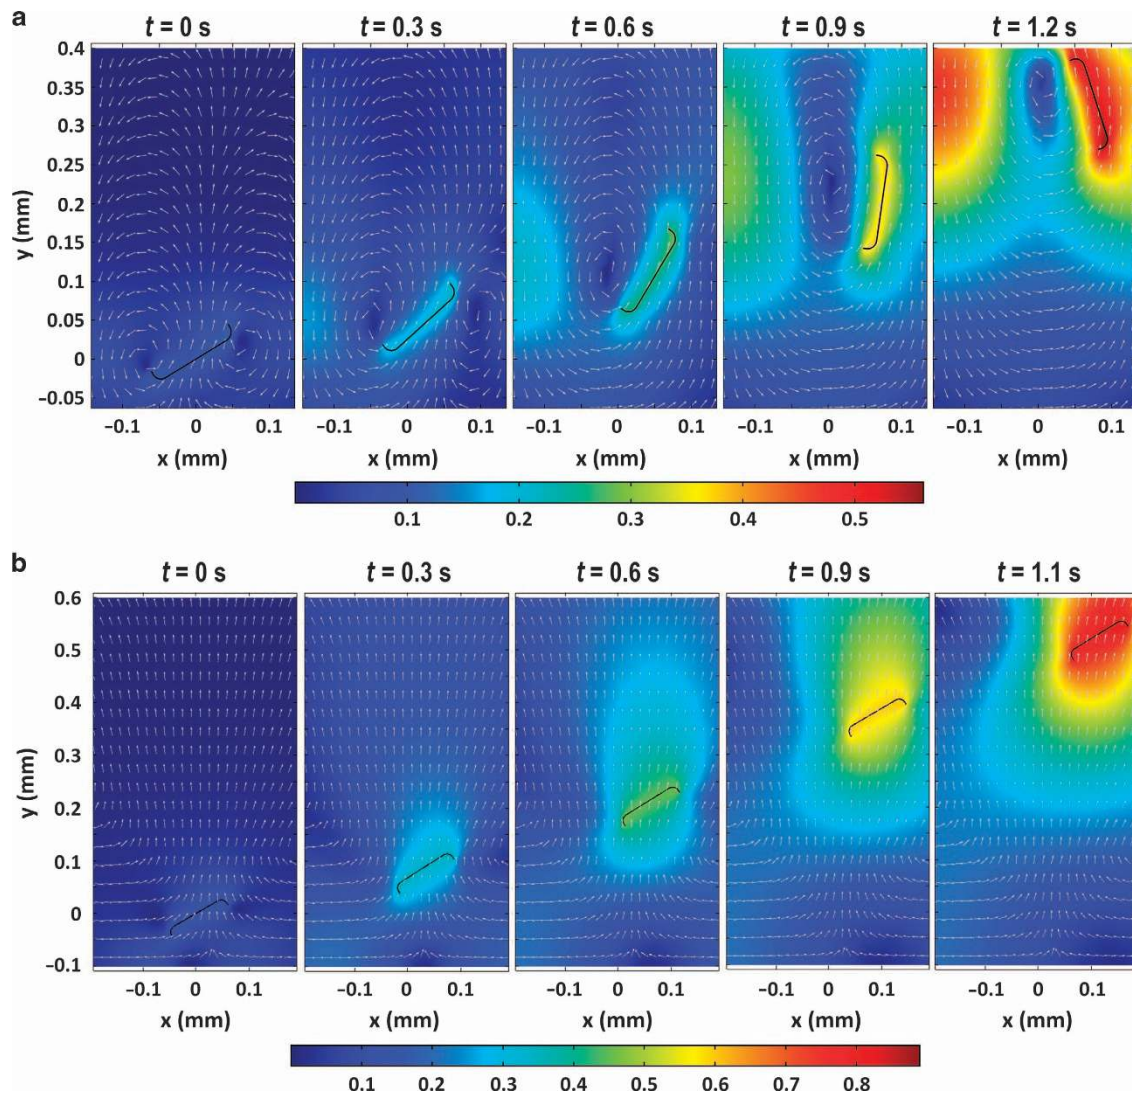 a
t = 0 s t = 0.3 s t = 0.6 s t = 0.9 s t = 1.2 s
0.4
0.35
0.3
0.25
0.2
0.15
0.1
0.05
0
−0.05
y (mm)
−0.1 0 0.1 −0.1 0 0.1 −0.1 0 0.1 −0.1 0 0.1 −0.1 0 0.1
x (mm) x (mm) x (mm) x (mm) x (mm)
0.1 0.2 0.3 0.4 0.5
b
t = 0 s t = 0.3 s t = 0.6 s t = 0.9 s t = 1.1 s
0.6
0.5
0.4
0.3
0.2
0.1
0
−0.1
y (mm)
−0.1 0 0.1 −0.1 0 0.1 −0.1 0 0.1 −0.1 0 0.1 −0.1 0 0.1
x (mm) x (mm) x (mm) x (mm) x (mm)
0.1 0.2 0.3 0.4 0.5 0.6 0.7 0.8